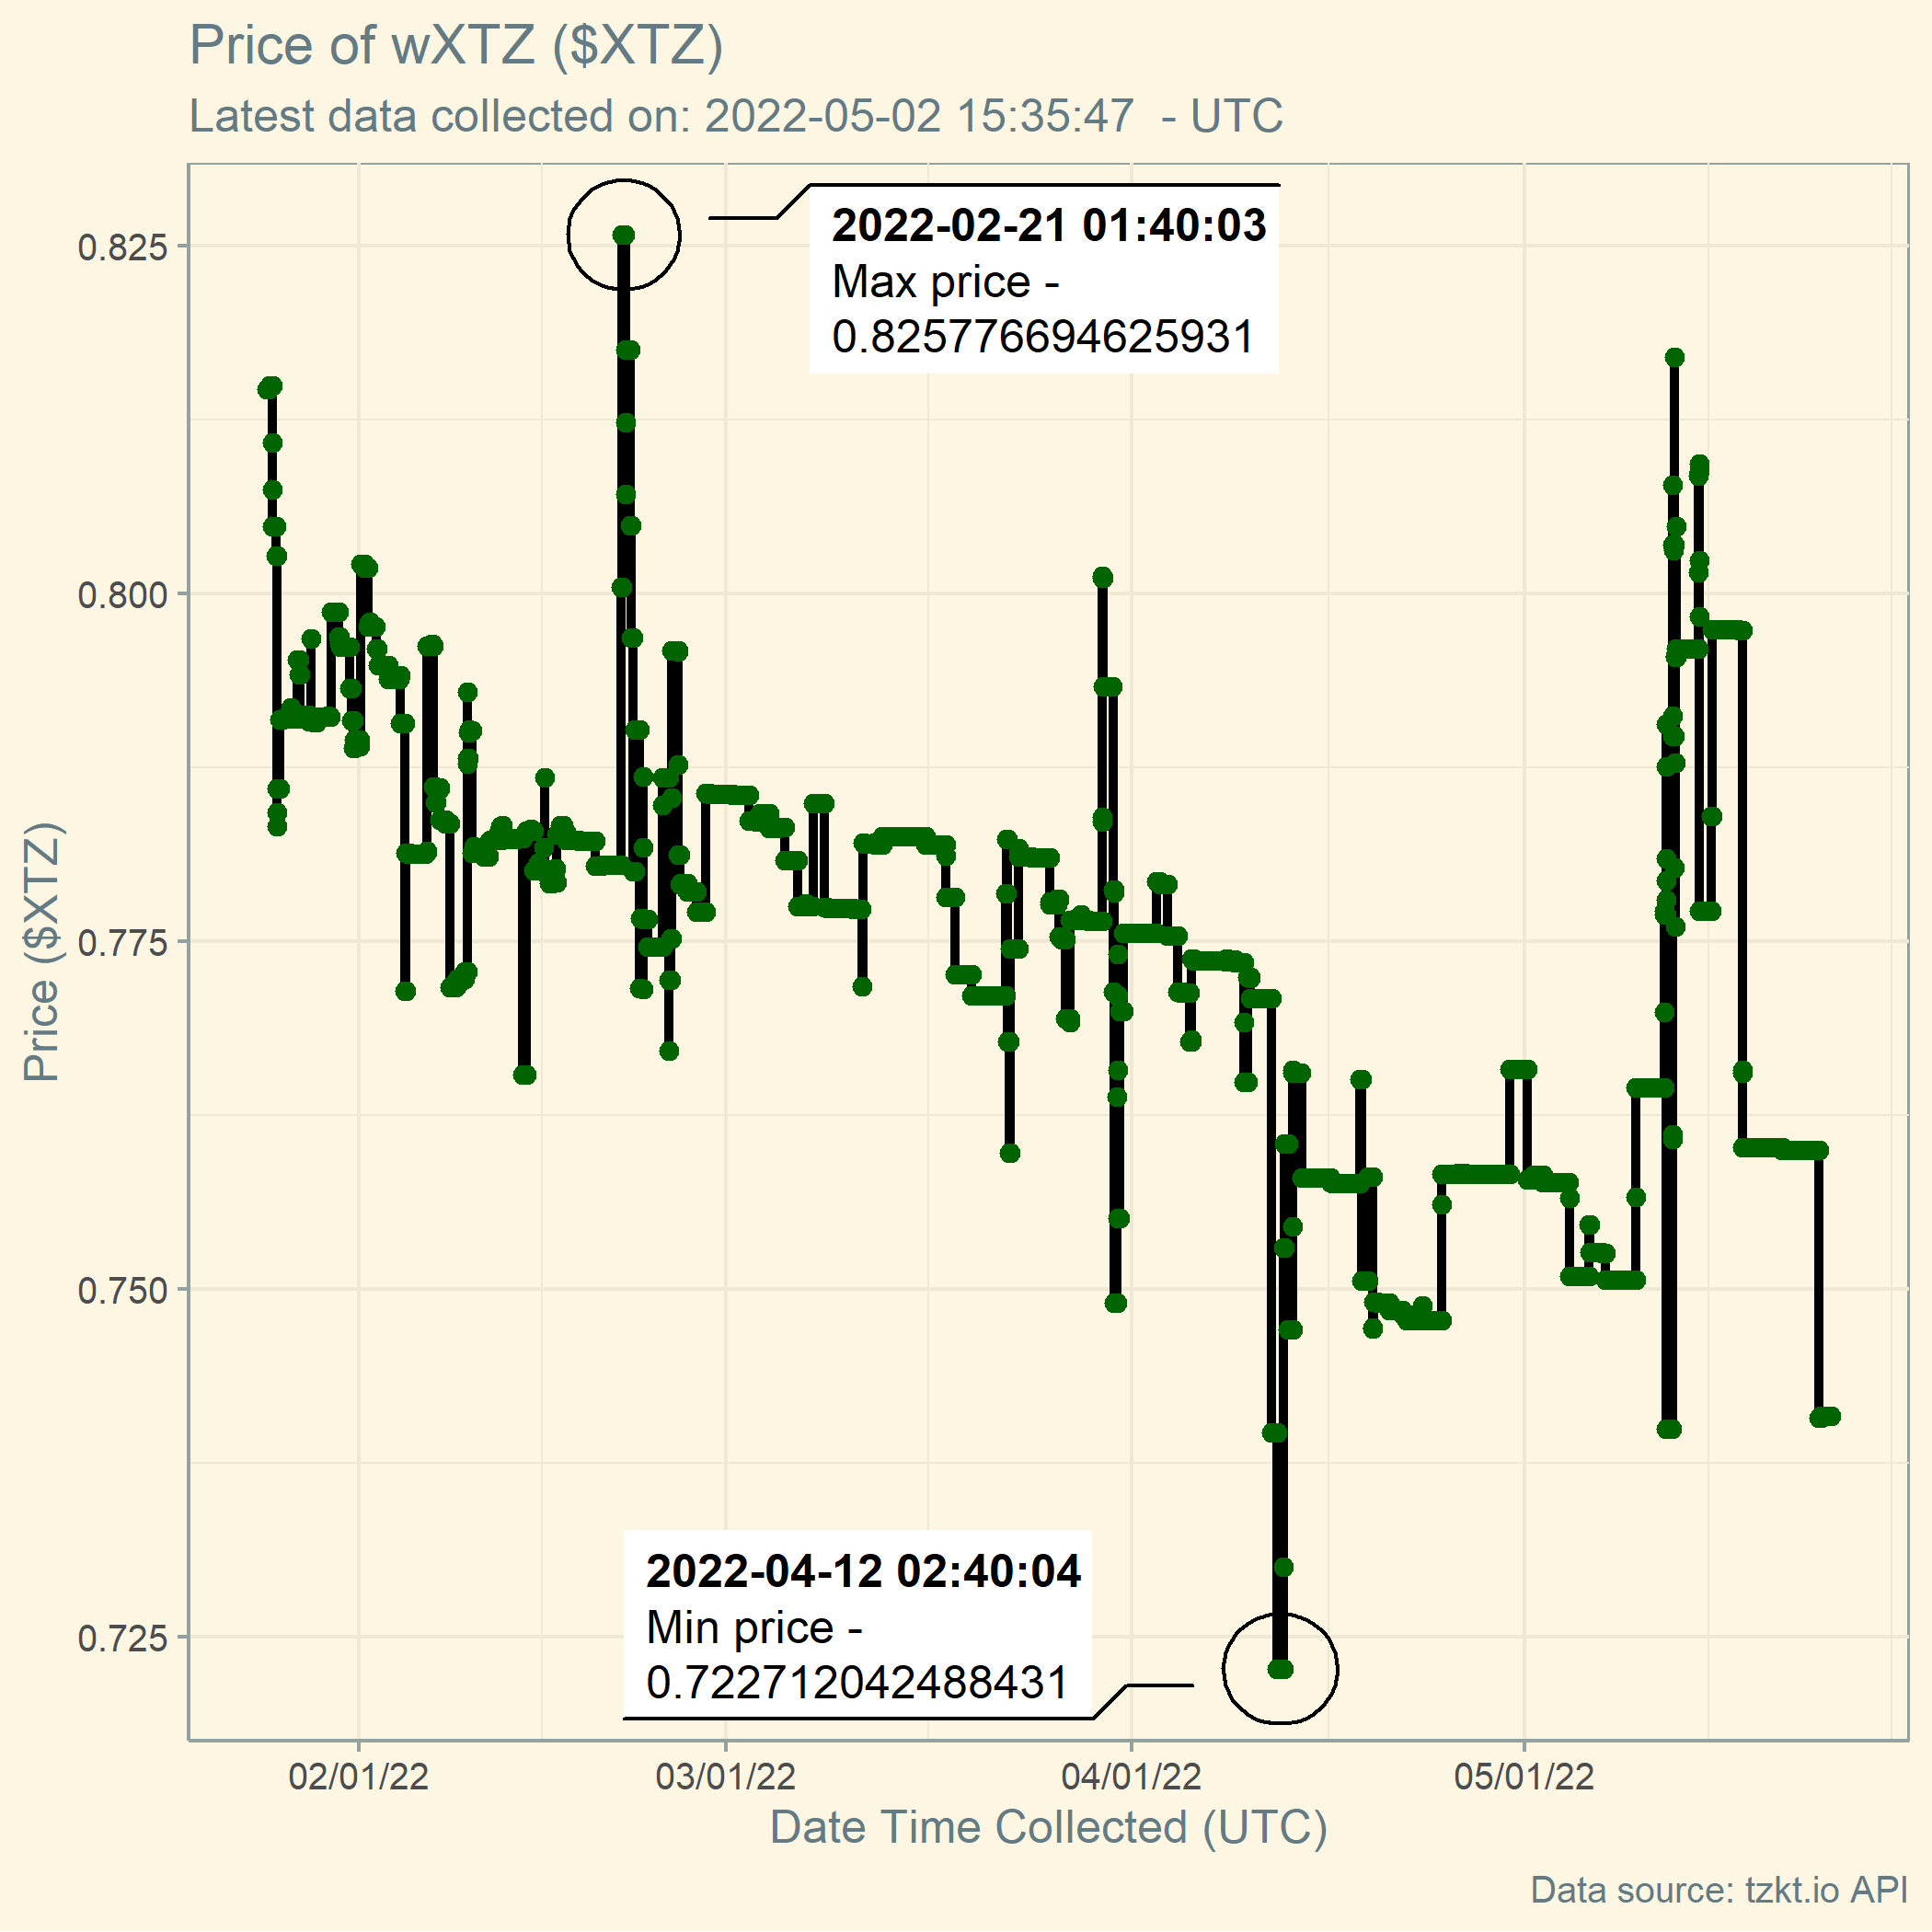 Price of wXTZ ($XTZ)
Latest data collected on: 2022-05-02 15:35:47  - UTC
2022-02-21 01:40:03
Max price -
0.825776694625931
0.825
0.800
0.775
0.750
0.725
Price ($XTZ)
2022-04-12 02:40:04
Min price -
0.722712042488431
02/01/22
03/01/22
04/01/22
05/01/22
Date Time Collected (UTC)
Data source: tzkt.io API